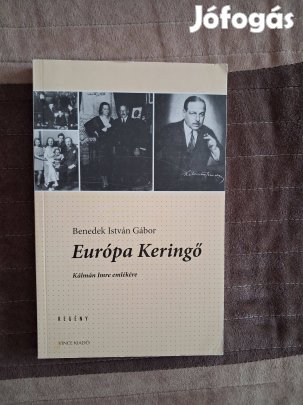 Jófogás
Benedek István Gábor
Európa Keringő
Kálmán Imre emlékére
REGÉNY
VINCE KIADÓ